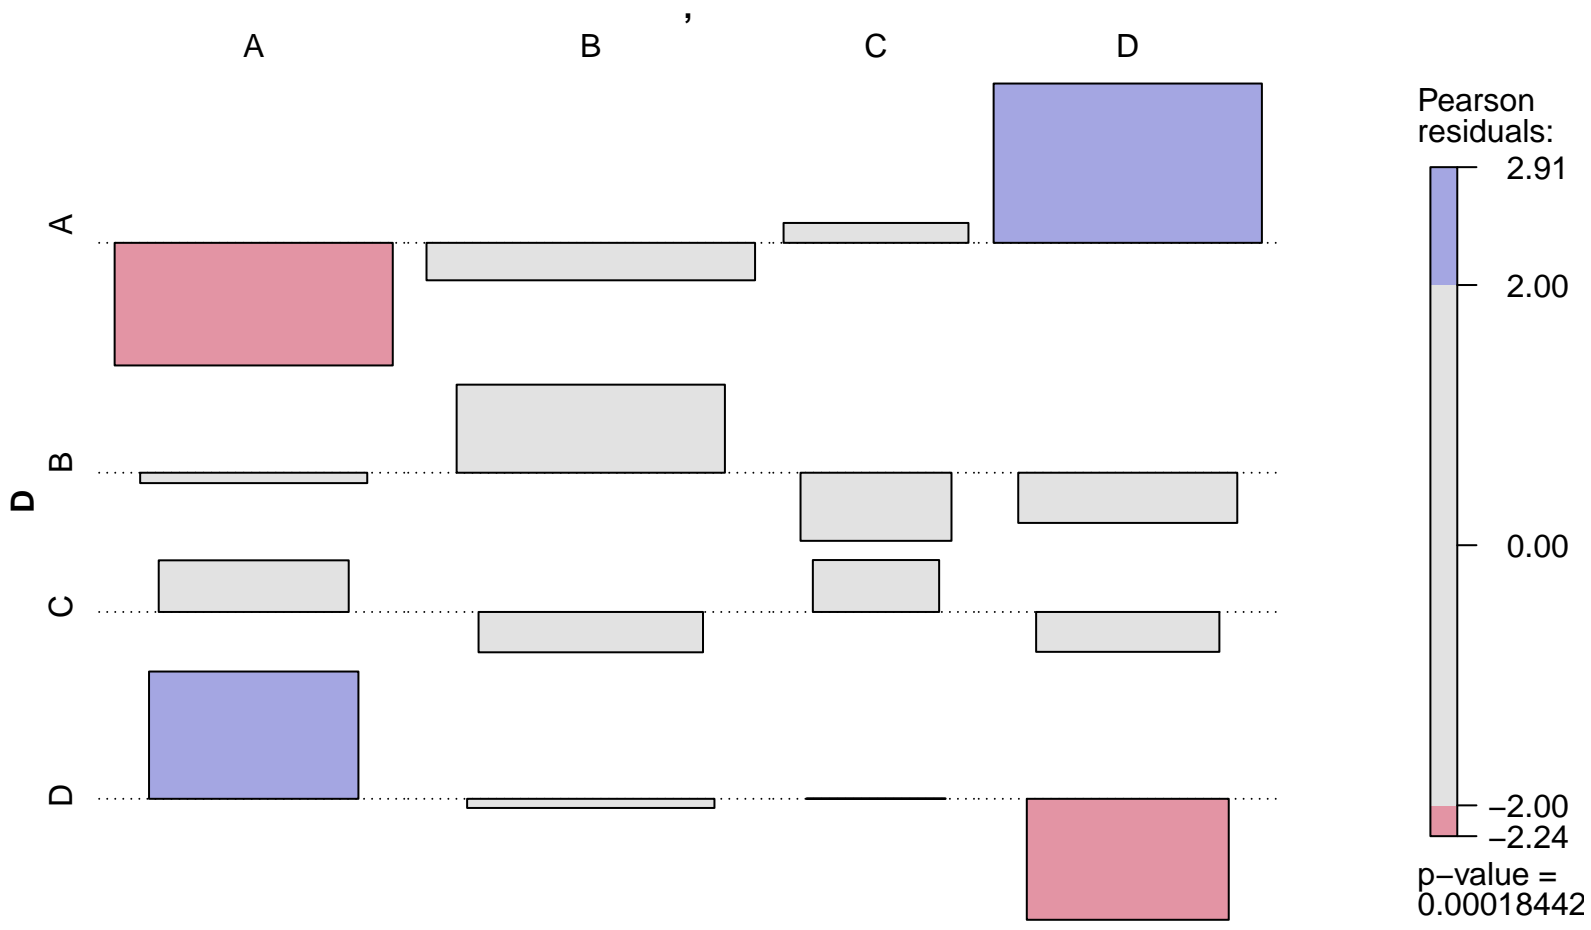 ,
A B C D
A
B
C
D
D
Pearson
residuals:
2.91
2.00
0.00
−2.00
−2.24
p−value =
0.00018442